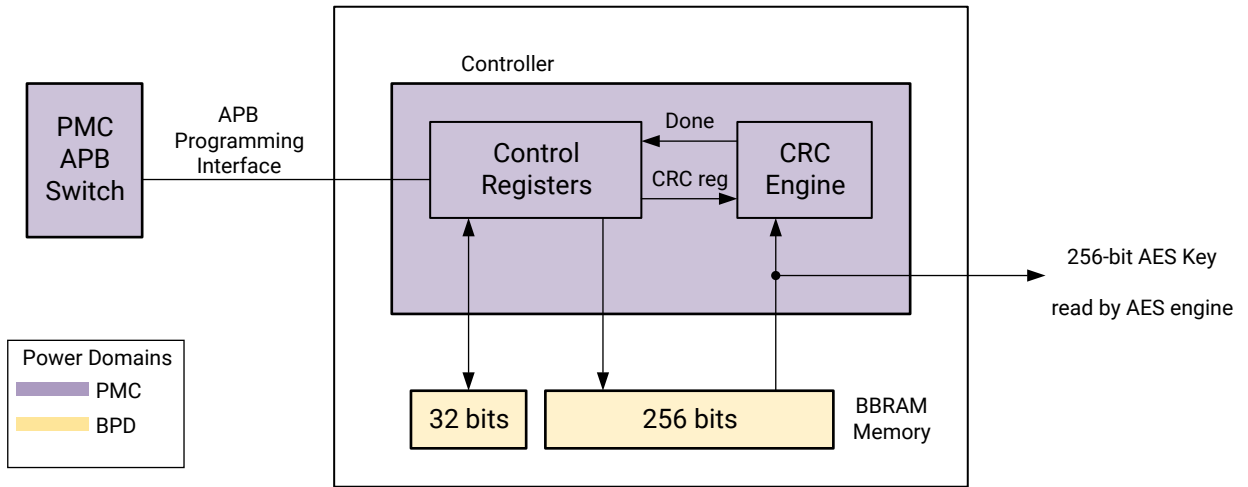 Controller
PMC
APB
Switch
APB
Programming
Interface
Control
Registers
Done
CRC reg
CRC
Engine
256-bit AES Key
read by AES engine
Power Domains
PMC
BPD
32 bits
256 bits
BBRAM
Memory